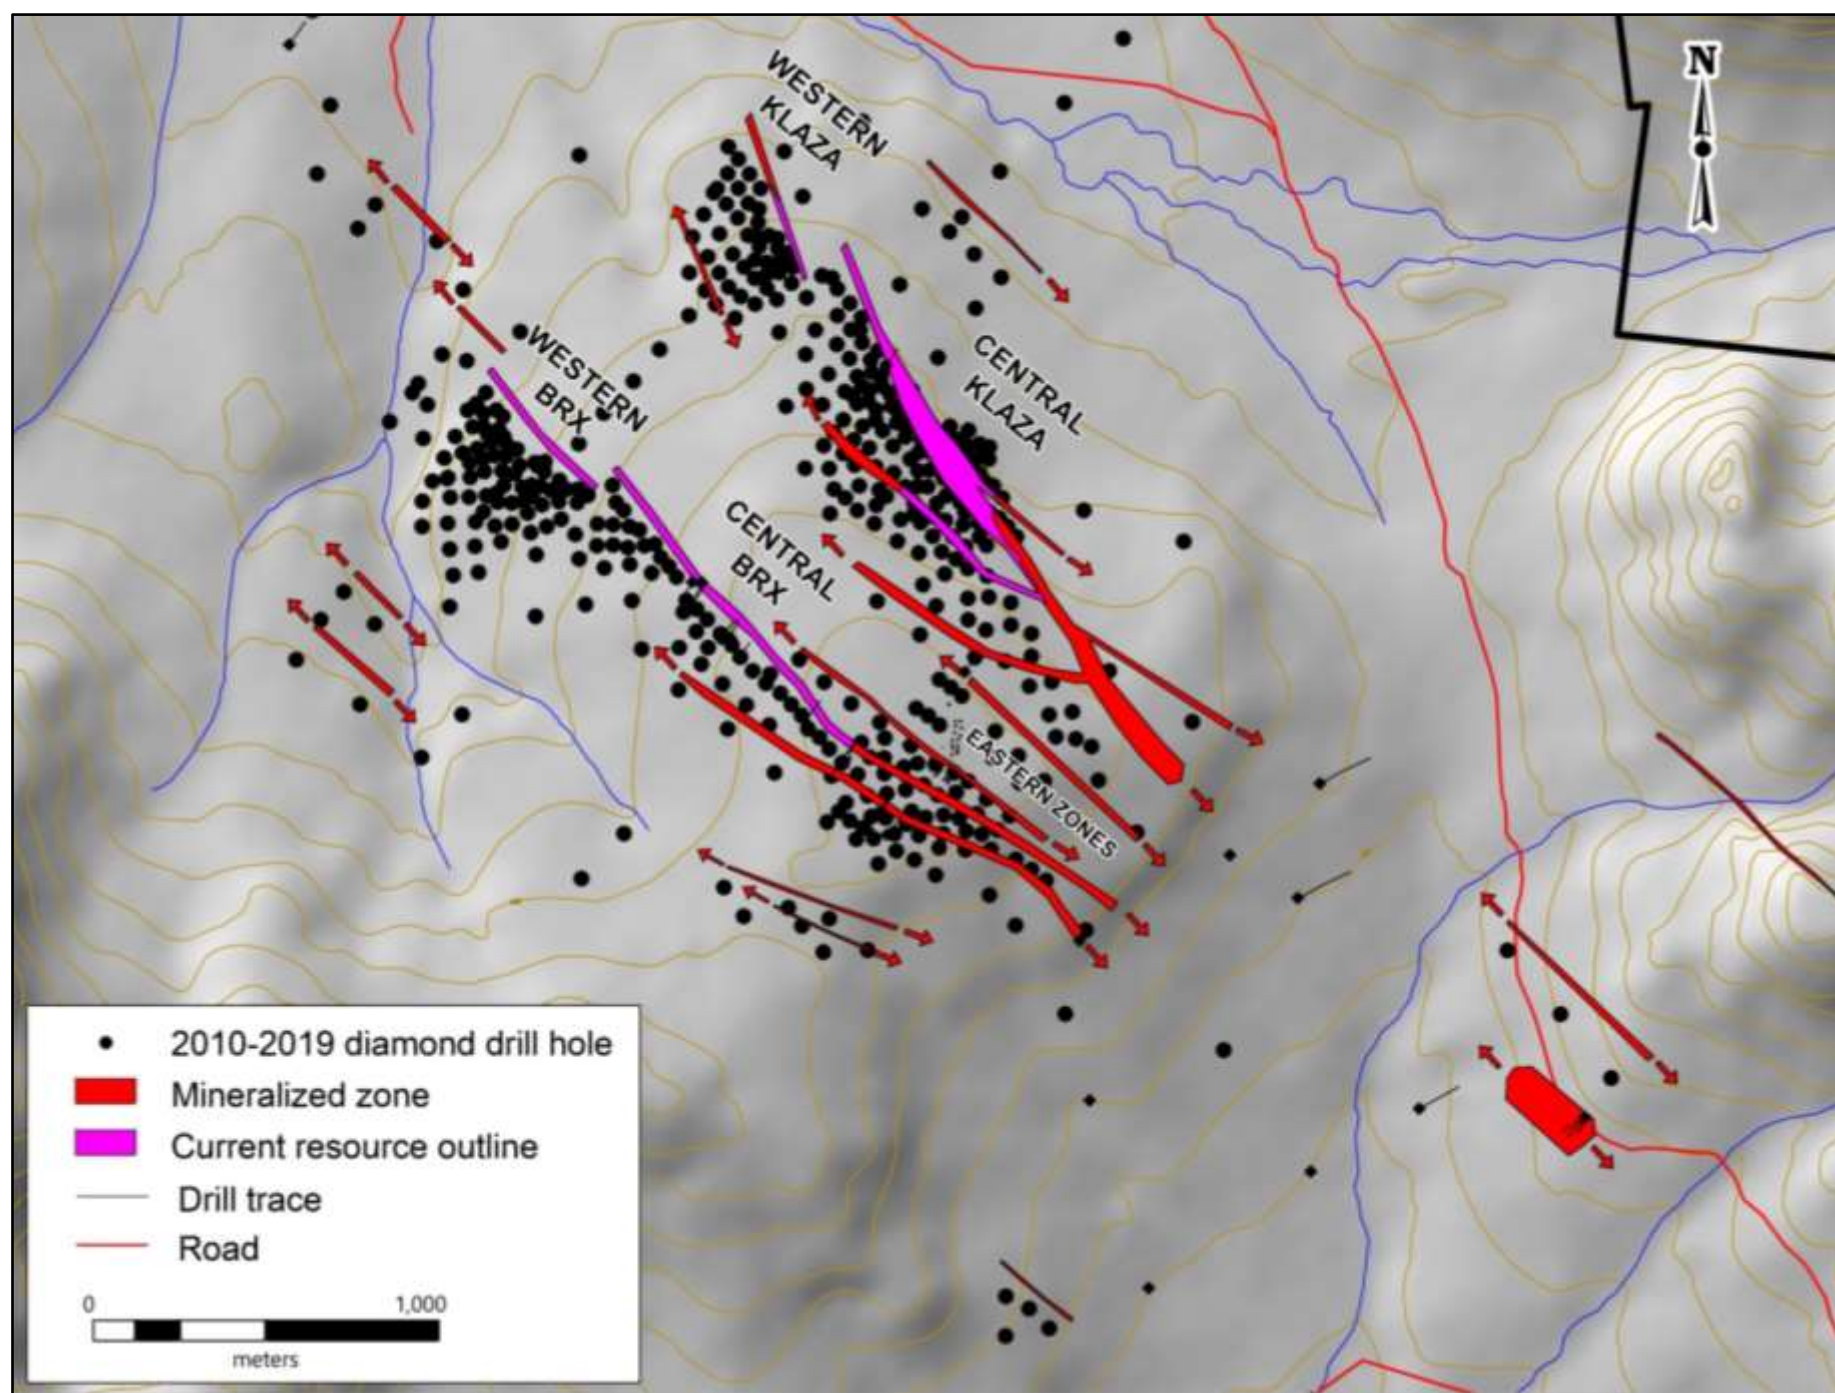 N
WESTERN
KLAZA
CENTRAL
KLAZA
WESTERN
BRX
CENTRAL
BRX
EASTERN ZONES
2010-2019 diamond drill hole
Mineralized zone
Current resource outline
Drill trace
Road
0 1,000
meters